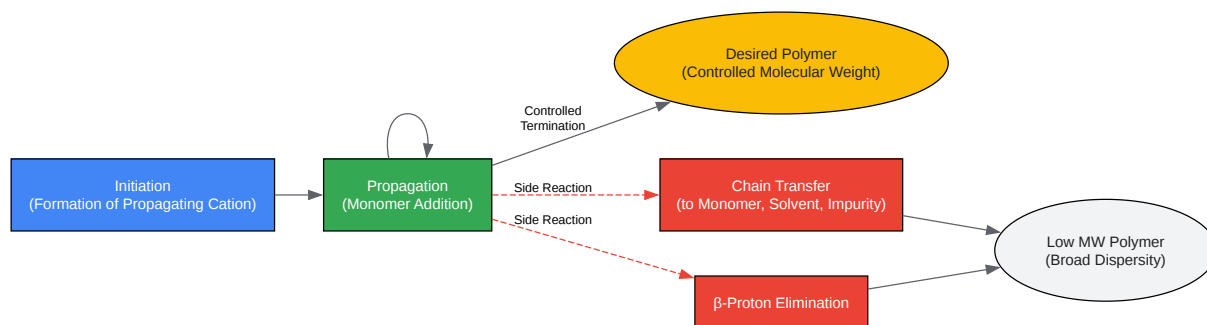 Desired Polymer
(Controlled Molecular Weight)
Controlled
Termination
Initiation
(Formation of Propagating Cation)
Propagation
(Monomer Addition)
Side Reaction
Chain Transfer
(to Monomer, Solvent, Impurity)
Side Reaction
Low MW Polymer
(Broad Dispersity)
β-Proton Elimination